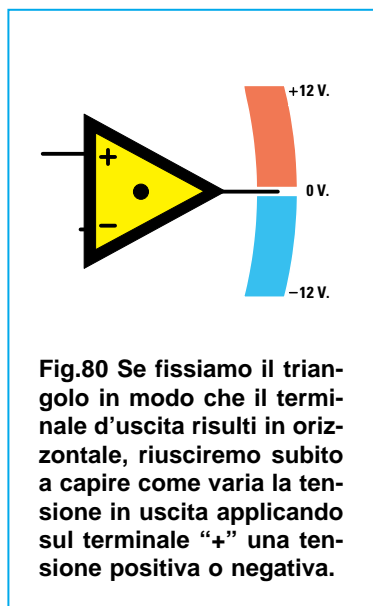 +12 V.
+
0 V.
−
−12 V.
Fig.80 Se fissiamo il trian-
golo in modo che il termi-
nale d'uscita risulti in oriz-
zontale, riusciremo subito
a capire come varia la ten-
sione in uscita applicando
sul terminale “+” una ten-
sione positiva o negativa.